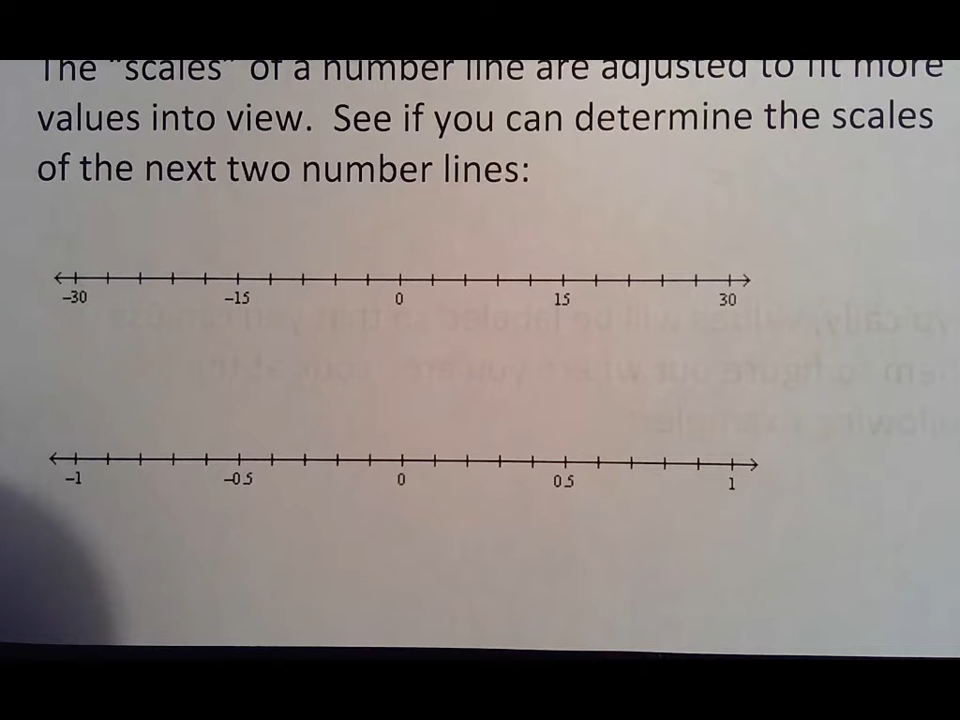 The "scales" of a number line are adjusted to fit more
values into view. See if you can determine the scales
of the next two number lines:
−30 −15 0 15 30
−1 −0.5 0 0.5 1